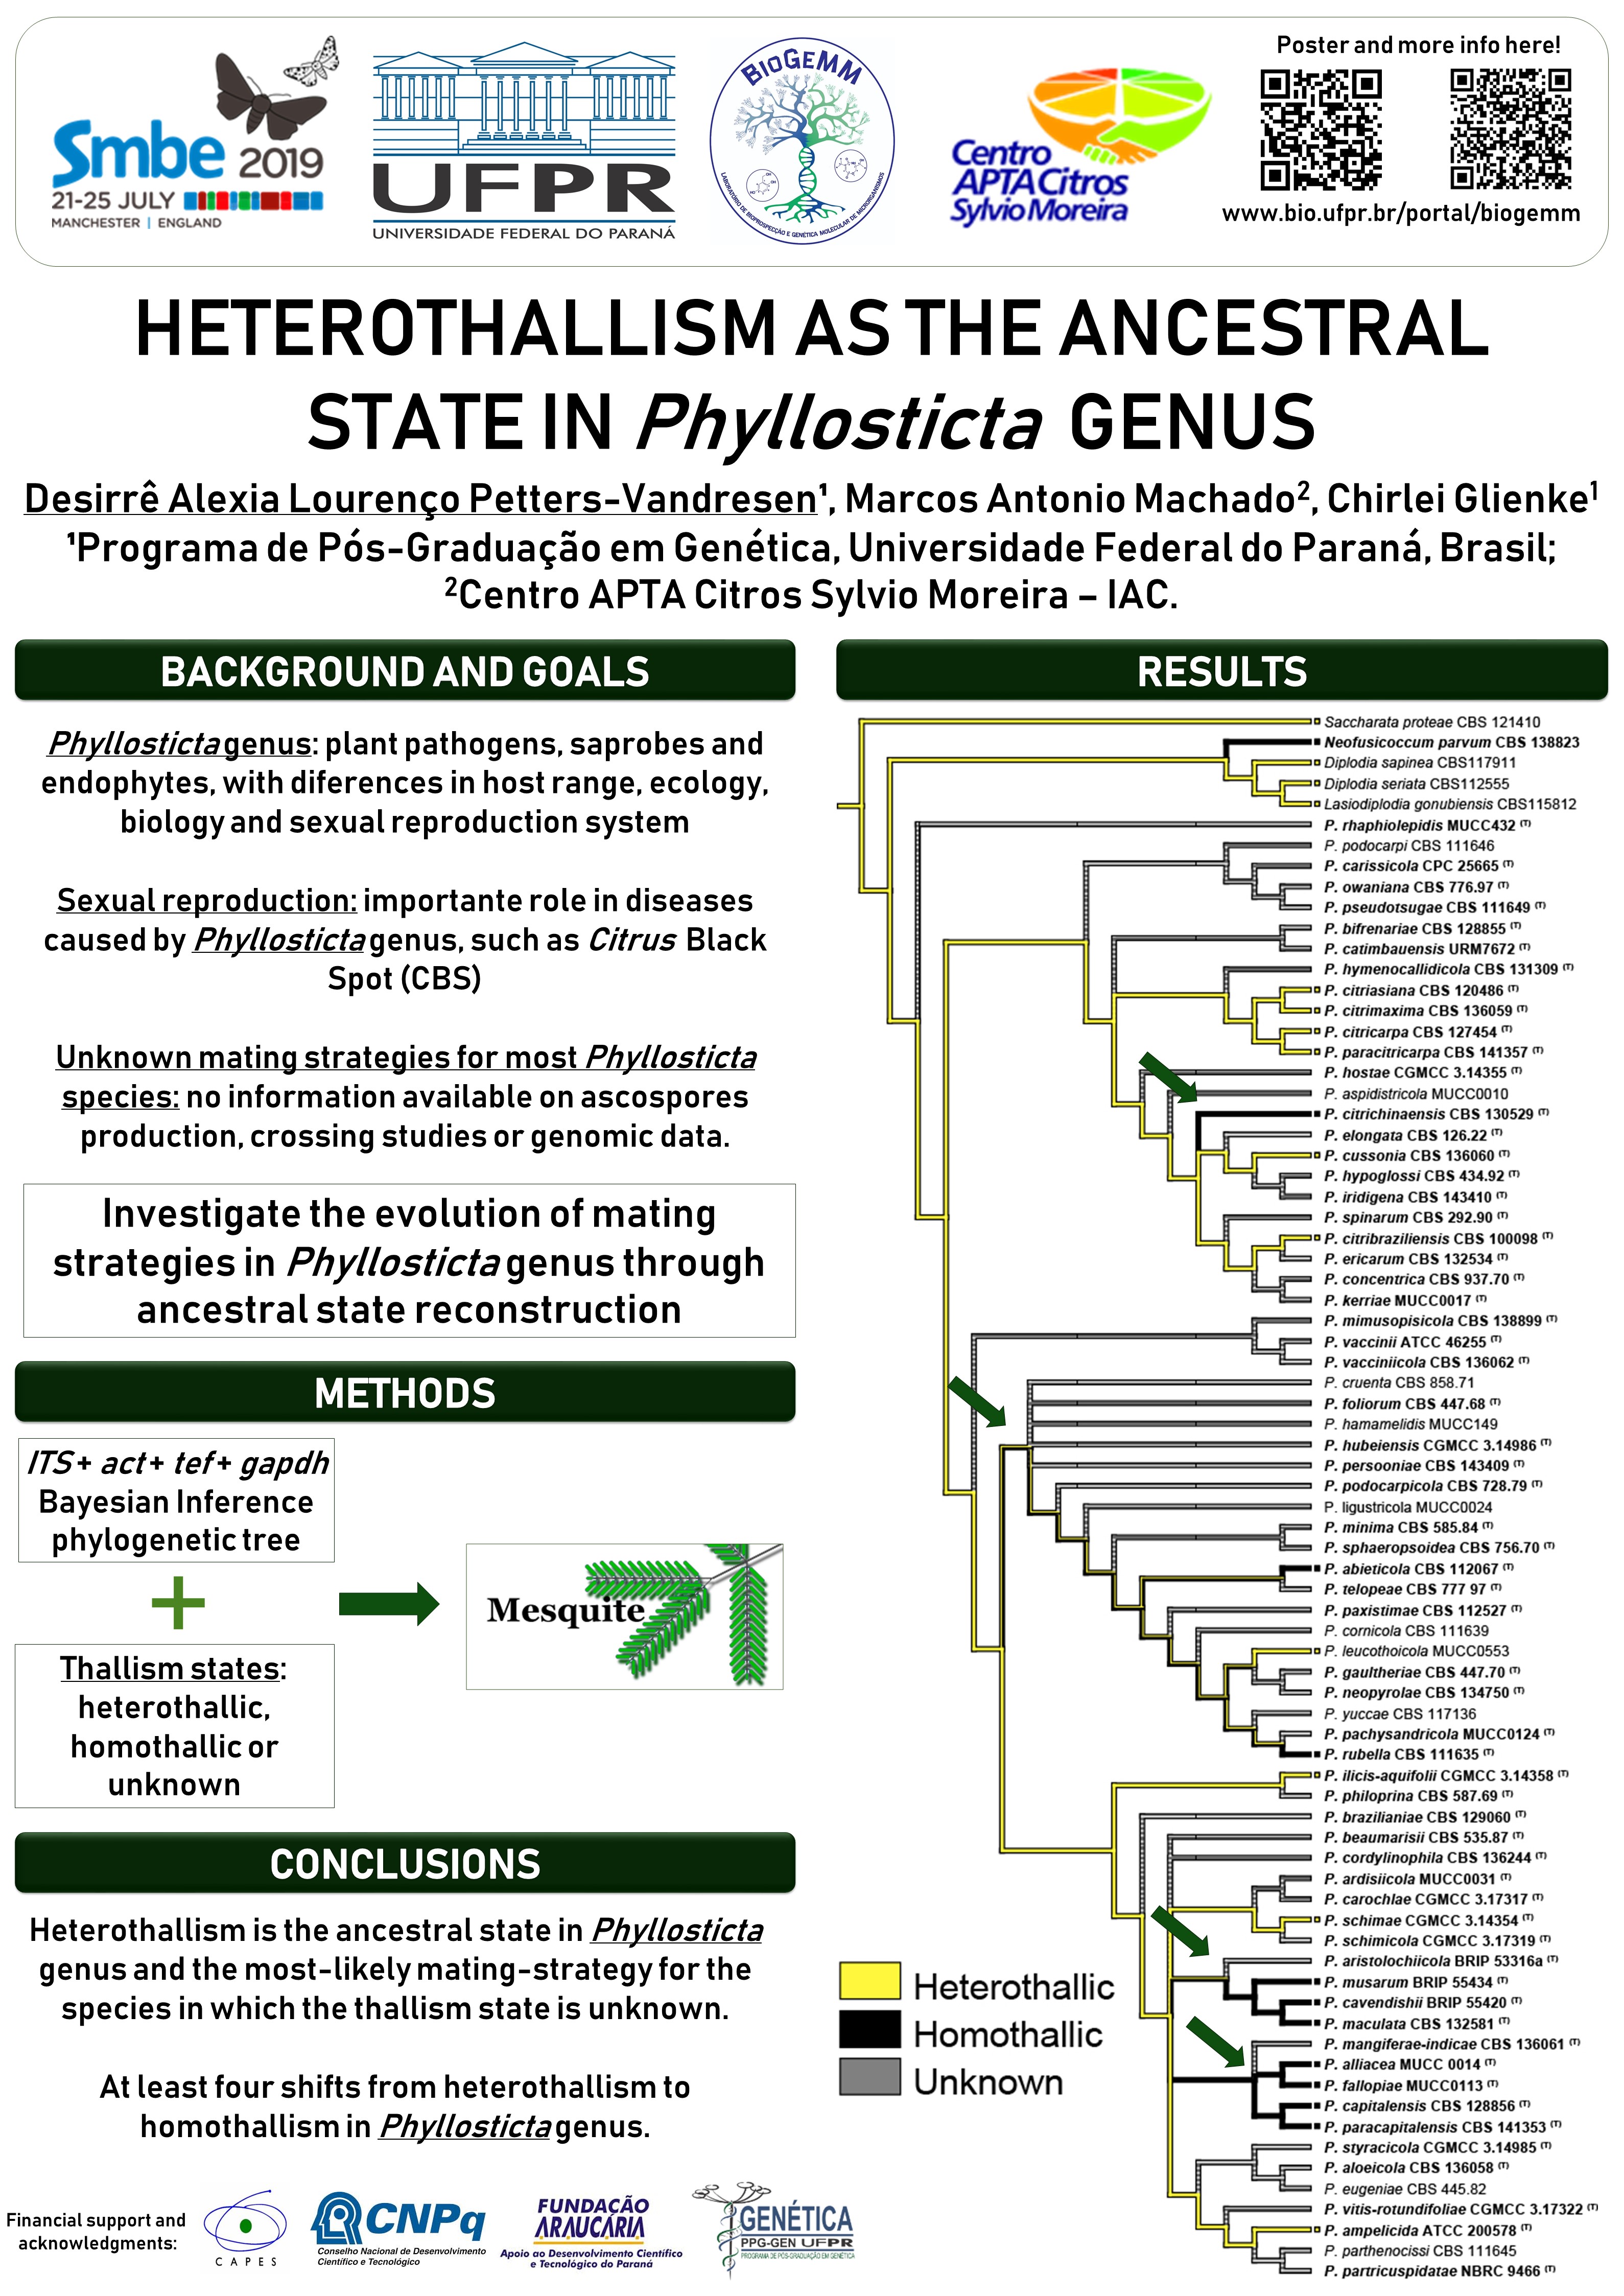 Smbe 2019
21-25 JULY
MANCHESTER | ENGLAND
UFPR
UNIVERSIDADE FEDERAL DO PARANÁ
BIOGEMM
LABORATÓRIO DE BIOPROSPECÇÃO E GENÉTICA MOLECULAR DE MICRORGANISMOS
Centro
APTACitros
Sylvio Moreira
Poster and more info here!
www.bio.ufpr.br/portal/biogemm
HETEROTHALLISM AS THE ANCESTRAL
STATE IN Phyllosticta GENUS
Desirrê Alexia Lourenço Petters-Vandresen¹, Marcos Antonio Machado², Chirlei Glienke¹
¹Programa de Pós-Graduação em Genética, Universidade Federal do Paraná, Brasil;
²Centro APTA Citros Sylvio Moreira – IAC.
BACKGROUND AND GOALS
Phyllosticta genus: plant pathogens, saprobes and
endophytes, with diferences in host range, ecology,
biology and sexual reproduction system
Sexual reproduction: importante role in diseases
caused by Phyllosticta genus, such as Citrus Black
Spot (CBS)
Unknown mating strategies for most Phyllosticta
species: no information available on ascospores
production, crossing studies or genomic data.
Investigate the evolution of mating
strategies in Phyllosticta genus through
ancestral state reconstruction
METHODS
ITS + act + tef + gapdh
Bayesian Inference
phylogenetic tree
+
Thallism states:
heterothallic,
homothallic or
unknown
Mesquite
CONCLUSIONS
Heterothallism is the ancestral state in Phyllosticta
genus and the most-likely mating-strategy for the
species in which the thallism state is unknown.
At least four shifts from heterothallism to
homothallism in Phyllosticta genus.
Financial support and
acknowledgments:
CAPES
CNPq
Conselho Nacional de Desenvolvimento
Científico e Tecnológico
FUNDAÇÃO
ARAUCÁRIA
Apoio ao Desenvolvimento Científico
e Tecnológico do Paraná
GENÉTICA
PPG-GEN UFPR
PROGRAMA DE PÓS-GRADUAÇÃO EM GENÉTICA
RESULTS
Saccharata proteae CBS 121410
Neofusicoccum parvum CBS 138823
Diplodia sapinea CBS117911
Diplodia seriata CBS112555
Lasiodiplodia gonubiensis CBS115812
P. rhaphiolepidis MUCC432 (T)
P. podocarpi CBS 111646
P. carissicola CPC 25665 (T)
P. owaniana CBS 776.97 (T)
P. pseudotsugae CBS 111649 (T)
P. bifrenariae CBS 128855 (T)
P. catimbauensis URM7672 (T)
P. hymenocallidicola CBS 131309 (T)
P. citriasiana CBS 120486 (T)
P. citrimaxima CBS 136059 (T)
P. citricarpa CBS 127454 (T)
P. paracitricarpa CBS 141357 (T)
P. hostae CGMCC 3.14355 (T)
P. aspidistricola MUCC0010
P. citrichinaensis CBS 130529 (T)
P. elongata CBS 126.22 (T)
P. cussonia CBS 136060 (T)
P. hypoglossi CBS 434.92 (T)
P. iridigena CBS 143410 (T)
P. spinarum CBS 292.90 (T)
P. citribraziliensis CBS 100098 (T)
P. ericarum CBS 132534 (T)
P. concentrica CBS 937.70 (T)
P. kerriae MUCC0017 (T)
P. mimusopisicola CBS 138899 (T)
P. vaccinii ATCC 46255 (T)
P. vacciniicola CBS 136062 (T)
P. cruenta CBS 858.71
P. foliorum CBS 447.68 (T)
P. hamamelidis MUCC149
P. hubeiensis CGMCC 3.14986 (T)
P. persooniae CBS 143409 (T)
P. podocarpicola CBS 728.79 (T)
P. ligustricola MUCC0024
P. minima CBS 585.84 (T)
P. sphaeropsoidea CBS 756.70 (T)
P. abieticola CBS 112067 (T)
P. telopeae CBS 777 97 (T)
P. paxistimae CBS 112527 (T)
P. cornicola CBS 111639
P. leucothoicola MUCC0553
P. gaultheriae CBS 447.70 (T)
P. neopyrolae CBS 134750 (T)
P. yuccae CBS 117136
P. pachysandricola MUCC0124 (T)
P. rubella CBS 111635 (T)
P. ilicis-aquifolii CGMCC 3.14358 (T)
P. philoprina CBS 587.69 (T)
P. brazilianiae CBS 129060 (T)
P. beaumarisii CBS 535.87 (T)
P. cordylinophila CBS 136244 (T)
P. ardisiicola MUCC0031 (T)
P. carochlae CGMCC 3.17317 (T)
P. schimae CGMCC 3.14354 (T)
P. schimicola CGMCC 3.17319 (T)
P. aristolochiicola BRIP 53316a (T)
P. musarum BRIP 55434 (T)
P. cavendishii BRIP 55420 (T)
P. maculata CBS 132581 (T)
P. mangiferae-indicae CBS 136061 (T)
P. alliacea MUCC 0014 (T)
P. fallopiae MUCC0113 (T)
P. capitalensis CBS 128856 (T)
P. paracapitalensis CBS 141353 (T)
P. styracicola CGMCC 3.14985 (T)
P. aloeicola CBS 136058 (T)
P. eugeniae CBS 445.82
P. vitis-rotundifoliae CGMCC 3.17322 (T)
P. ampelicida ATCC 200578 (T)
P. parthenocissi CBS 111645
P. partricuspidatae NBRC 9466 (T)
Heterothallic
Homothallic
Unknown